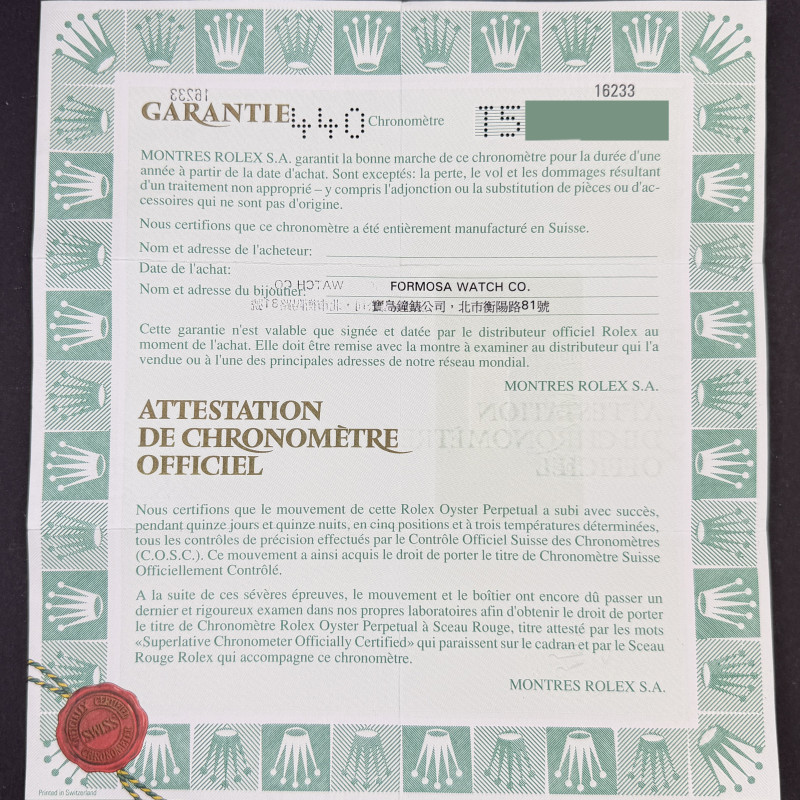 16233
GARANTIE 440 Chronomètre T5
MONTRES ROLEX S.A. garantit la bonne marche de ce chronomètre pour la durée d'une
année à partir de la date d'achat. Sont exceptés: la perte, le vol et les dommages résultant
d'un traitement non approprié – y compris l'adjonction ou la substitution de pièces ou d'ac-
cessoires qui ne sont pas d'origine.
Nous certifions que ce chronomètre a été entièrement manufacturé en Suisse.
Nom et adresse de l'acheteur:
Date de l'achat:
Nom et adresse du bijoutier: FORMOSA WATCH CO.
寶島鐘錶公司，北市衡陽路81號
Cette garantie n'est valable que signée et datée par le distributeur officiel Rolex au
moment de l'achat. Elle doit être remise avec la montre à examiner au distributeur qui l'a
vendue ou à l'une des principales adresses de notre réseau mondial.
MONTRES ROLEX S.A.
ATTESTATION
DE CHRONOMÈTRE
OFFICIEL
Nous certifions que le mouvement de cette Rolex Oyster Perpetual a subi avec succès,
pendant quinze jours et quinze nuits, en cinq positions et à trois températures déterminées,
tous les contrôles de précision effectués par le Contrôle Officiel Suisse des Chronomètres
(C.O.S.C.). Ce mouvement a ainsi acquis le droit de porter le titre de Chronomètre Suisse
Officiellement Contrôlé.
A la suite de ces sévères épreuves, le mouvement et le boîtier ont encore dû passer un
dernier et rigoureux examen dans nos propres laboratoires afin d'obtenir le droit de porter
le titre de Chronomètre Rolex Oyster Perpetual à Sceau Rouge, titre attesté par les mots
«Superlative Chronometer Officially Certified» qui paraissent sur le cadran et par le Sceau
Rouge Rolex qui accompagne ce chronomètre.
MONTRES ROLEX S.A.
OFFICIALLY CERTIFIED
SWISS
CHRONOMETER
Printed in Switzerland